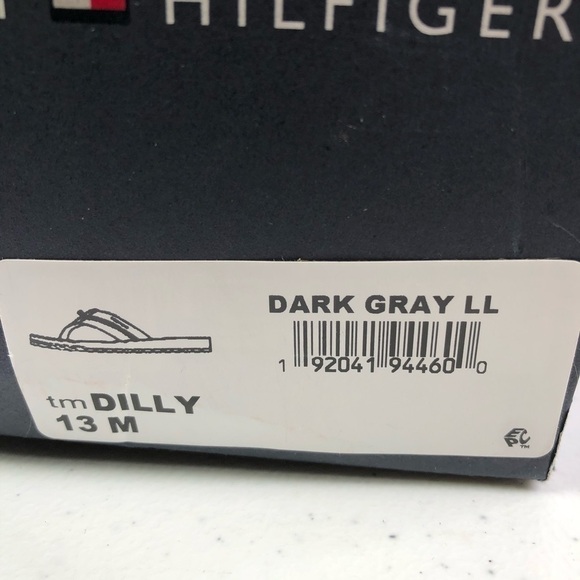 HILFIGER
DARK GRAY LL
1 92041 94460 0
tmDILLY
13 M